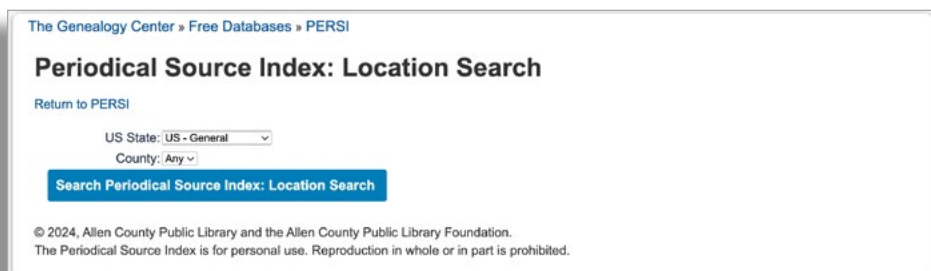 The Genealogy Center » Free Databases » PERSI
Periodical Source Index: Location Search
Return to PERSI
US State: US - General
County: Any
Search Periodical Source Index: Location Search
© 2024, Allen County Public Library and the Allen County Public Library Foundation.
The Periodical Source Index is for personal use. Reproduction in whole or in part is prohibited.